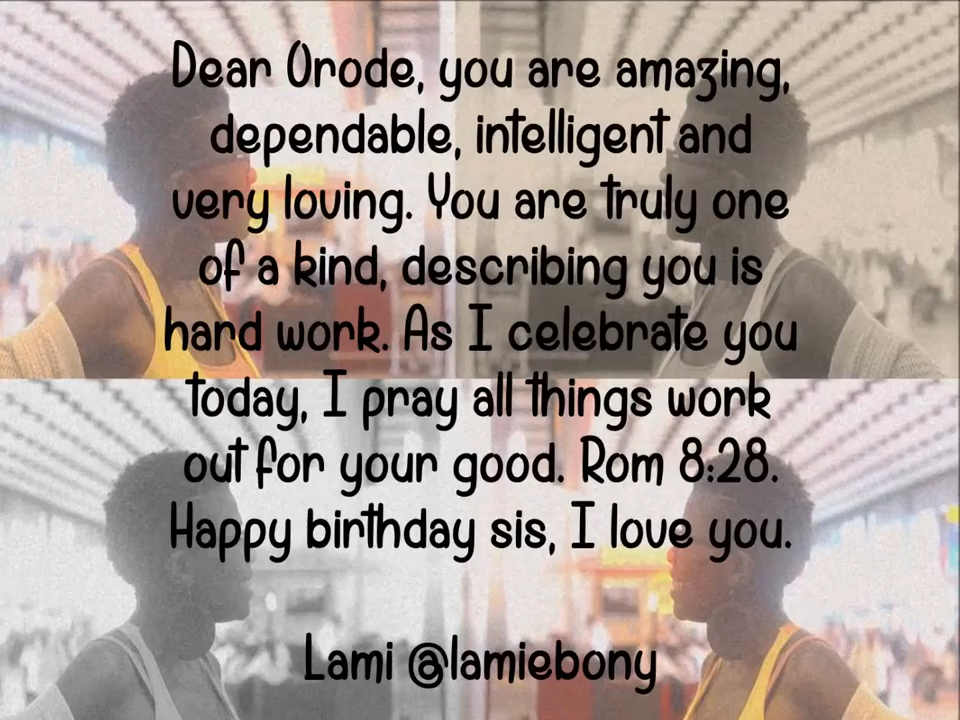 Dear Orode, you are amazing,
dependable, intelligent and
very loving. You are truly one
of a kind, describing you is
hard work. As I celebrate you
today, I pray all things work
out for your good. Rom 8:28.
Happy birthday sis, I love you.
Lami @lamiebony